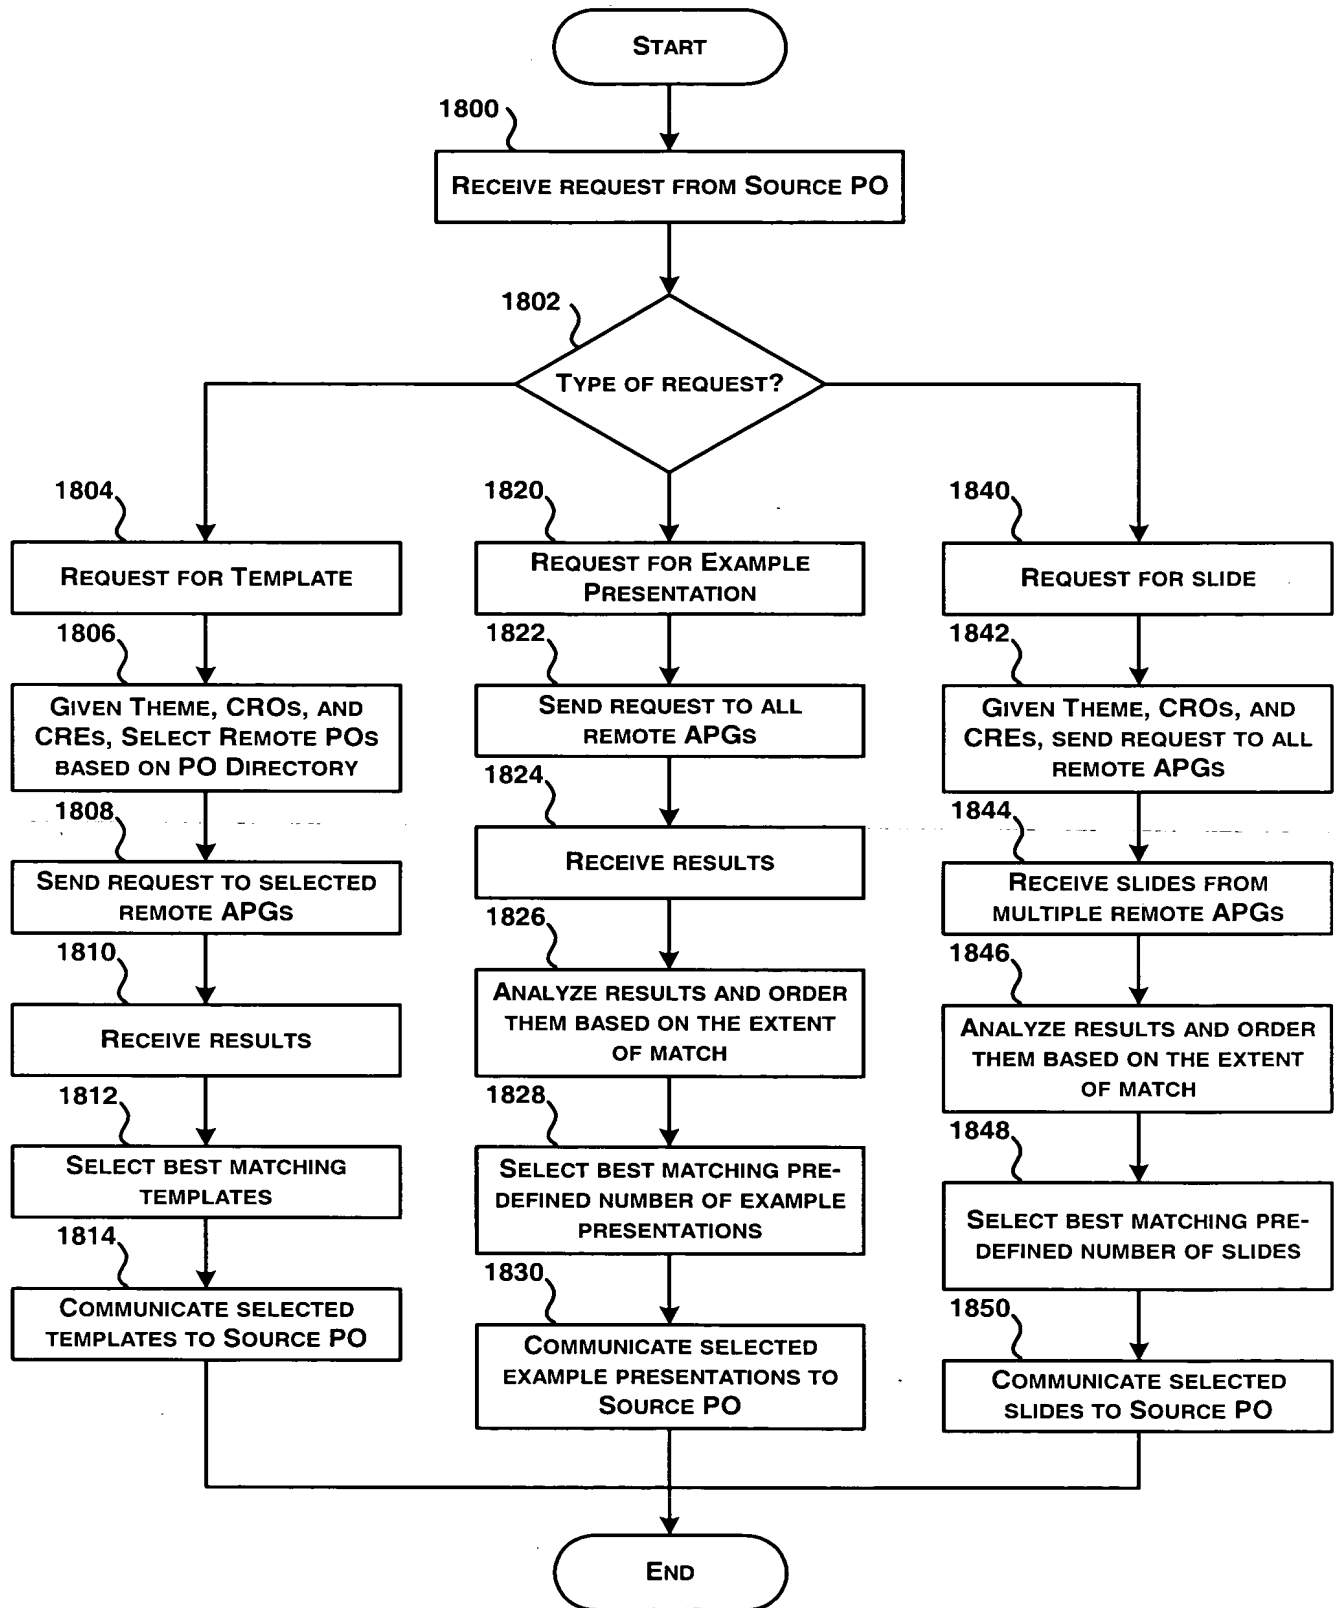 START
1800
RECEIVE REQUEST FROM SOURCE PO
1802
TYPE OF REQUEST?
1804
REQUEST FOR TEMPLATE
1806
GIVEN THEME, CROS, AND
CRES, SELECT REMOTE POS
BASED ON PO DIRECTORY
1808
SEND REQUEST TO SELECTED
REMOTE APGS
1810
RECEIVE RESULTS
1812
SELECT BEST MATCHING
TEMPLATES
1814
COMMUNICATE SELECTED
TEMPLATES TO SOURCE PO
1820
REQUEST FOR EXAMPLE
PRESENTATION
1822
SEND REQUEST TO ALL
REMOTE APGS
1824
RECEIVE RESULTS
1826
ANALYZE RESULTS AND ORDER
THEM BASED ON THE EXTENT
OF MATCH
1828
SELECT BEST MATCHING PRE-
DEFINED NUMBER OF EXAMPLE
PRESENTATIONS
1830
COMMUNICATE SELECTED
EXAMPLE PRESENTATIONS TO
SOURCE PO
1840
REQUEST FOR SLIDE
1842
GIVEN THEME, CROS, AND
CRES, SEND REQUEST TO ALL
REMOTE APGS
1844
RECEIVE SLIDES FROM
MULTIPLE REMOTE APGS
1846
ANALYZE RESULTS AND ORDER
THEM BASED ON THE EXTENT
OF MATCH
1848
SELECT BEST MATCHING PRE-
DEFINED NUMBER OF SLIDES
1850
COMMUNICATE SELECTED
SLIDES TO SOURCE PO
END